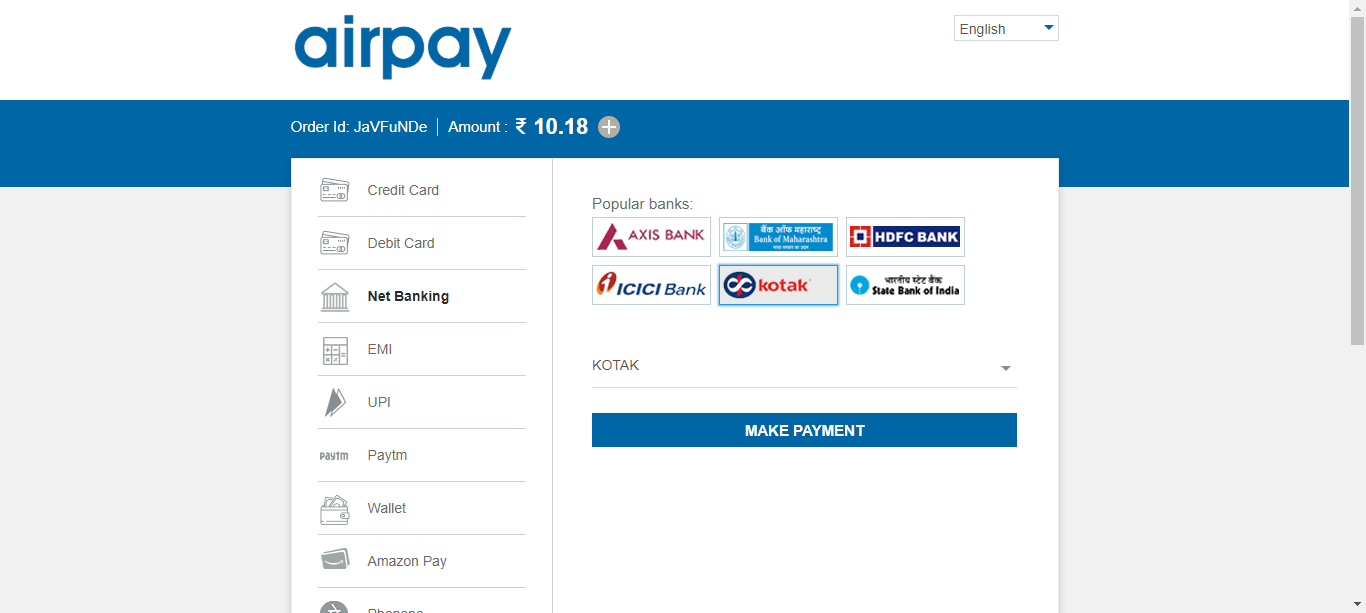 airpay
English
Order Id: JaVFuNDe
Amount : ₹ 10.18
Credit Card
Debit Card
Net Banking
EMI
UPI
paytm Paytm
Wallet
Amazon Pay
Phonepe
Popular banks:
AXIS BANK
बैंक ऑफ महाराष्ट्र
Bank of Maharashtra
HDFC BANK
ICICI Bank
kotak
भारतीय स्टेट बैंक
State Bank of India
KOTAK
MAKE PAYMENT